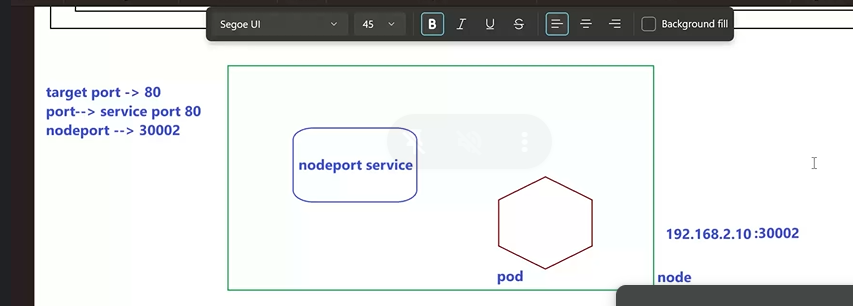 Segoe UI
45
B
I
U
S
Background fill
target port -> 80
port--> service port 80
nodeport --> 30002
nodeport service
192.168.2.10 :30002
pod
node